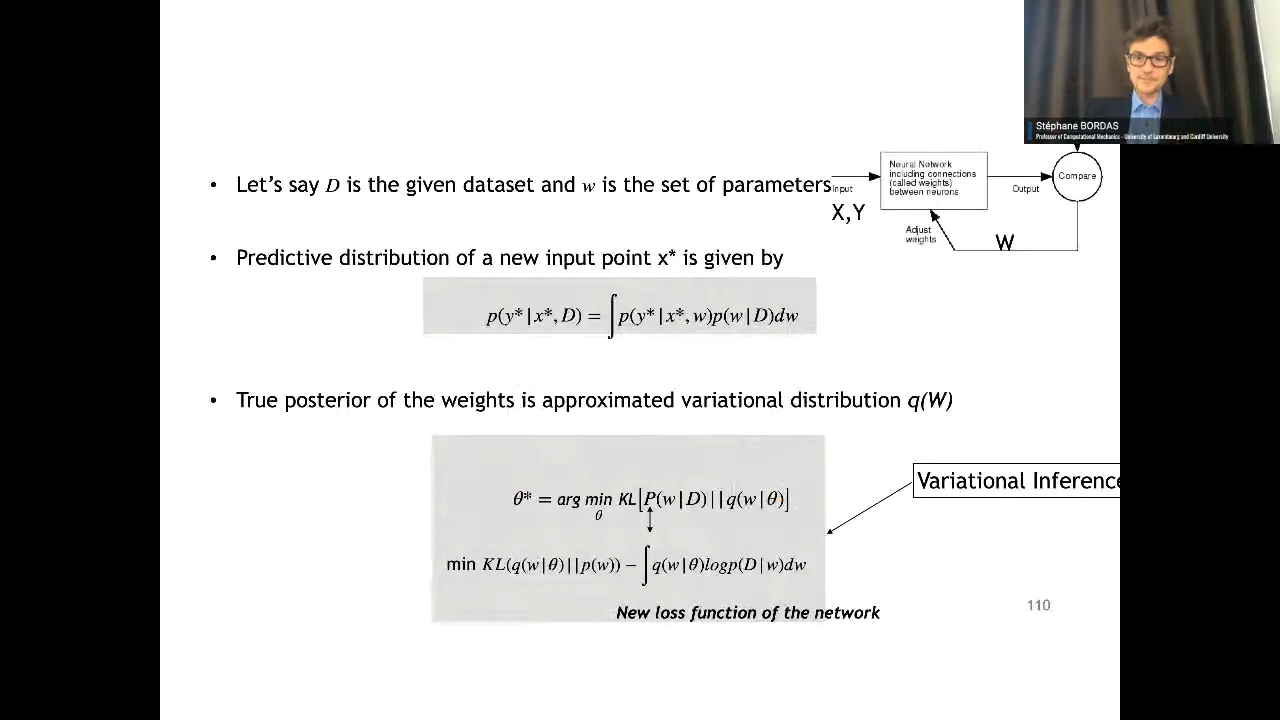 Stéphane BORDAS
Professor of Computational Mechanics - University of Luxembourg and Cardiff University
• Let's say D is the given dataset and w is the set of parameters
Input
X,Y
Neural Network
including connections
(called weights)
between neurons
Output
Compare
Adjust
weights
W
• Predictive distribution of a new input point x* is given by
p(y*|x*, D) = ∫p(y*|x*, w)p(w|D)dw
• True posterior of the weights is approximated variational distribution q(W)
Variational Inference
θ* = arg min KL[P(w|D)||q(w|θ)]
θ
min KL(q(w|θ)||p(w)) − ∫q(w|θ)logp(D|w)dw
New loss function of the network
110